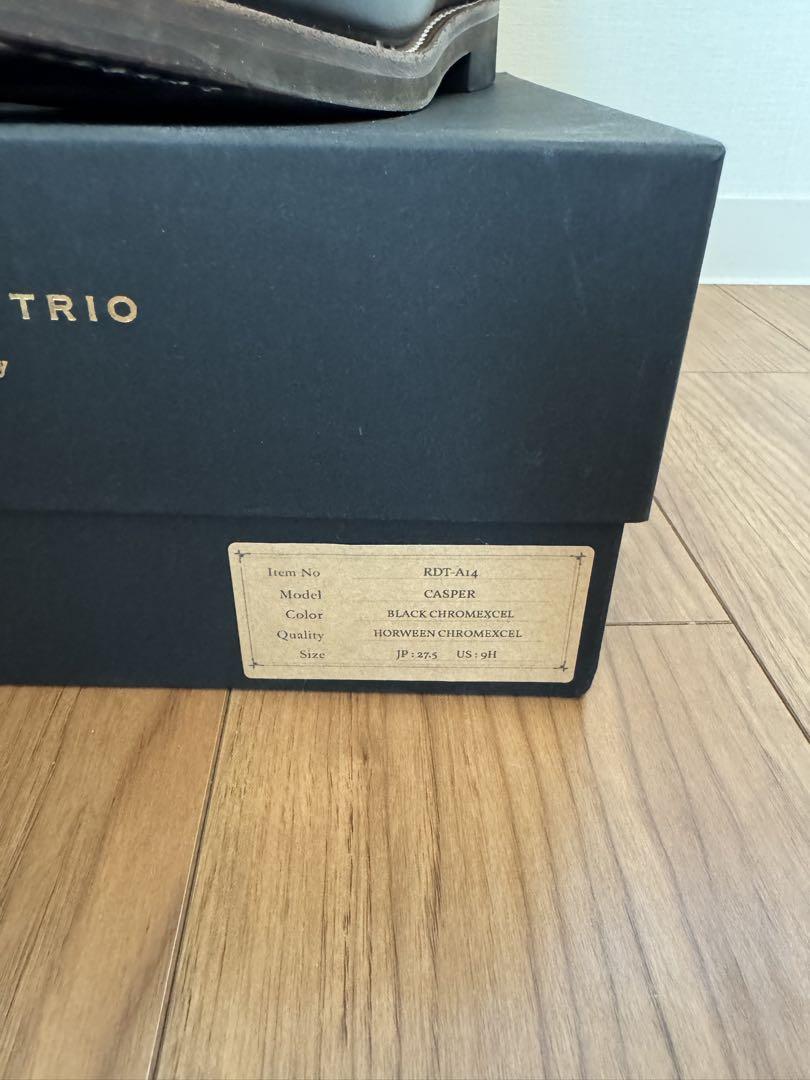 TRIO
y
Item No RDT-A14
Model CASPER
Color BLACK CHROMEXCEL
Quality HORWEEN CHROMEXCEL
Size JP : 27.5 US : 9H